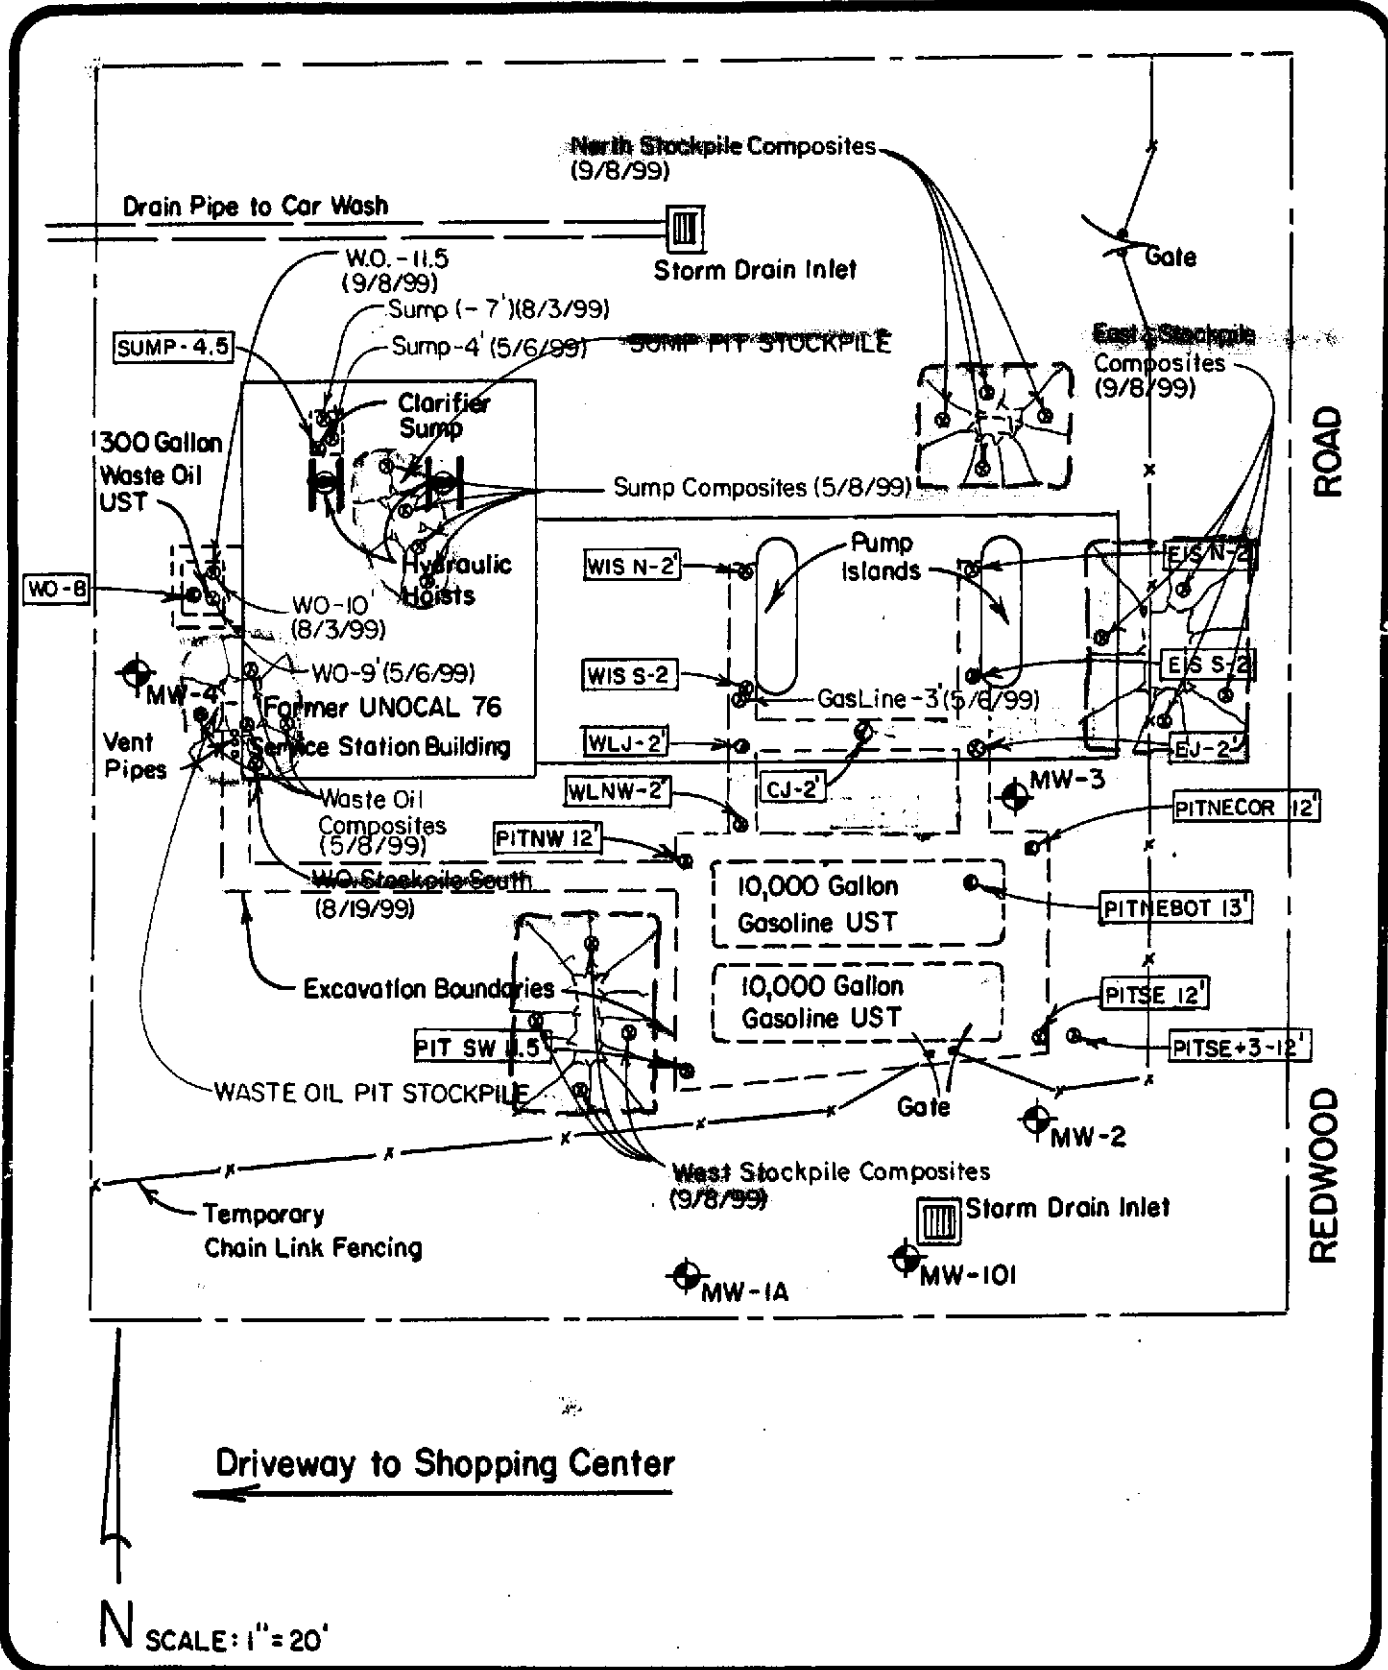 North Stockpile Composites
(9/8/99)
Drain Pipe to Car Wash
Storm Drain Inlet
Gate
W.O.-11.5
(9/8/99)
Sump (-7')(8/3/99)
SUMP-4.5
Sump-4' (5/6/99)
SUMP PIT STOCKPILE
East Stockpile
Composites
(9/8/99)
Clarifier
Sump
300 Gallon
Waste Oil
UST
ROAD
Sump Composites (5/8/99)
Pump
Islands
WIS N-2'
EIS N-2'
Hydraulic
Hoists
WO-8
WO-10'
(8/3/99)
WO-9' (5/6/99)
WIS S-2
EIS S-2
MW-4
Former UNOCAL 76
Service Station Building
GasLine-3'(5/6/99)
Vent
Pipes
WLJ-2'
EJ-2'
WLNW-2'
CJ-2'
MW-3
Waste Oil
Composites
(5/8/99)
PITNW 12'
PITNECOR 12'
W.O. Stockpile South
(8/19/99)
10,000 Gallon
Gasoline UST
PITNEBOT 13'
Excavation Boundaries
10,000 Gallon
Gasoline UST
PITSE 12'
PIT SW 11.5'
PITSE+3-12'
WASTE OIL PIT STOCKPILE
Gate
MW-2
West Stockpile Composites
(9/8/99)
REDWOOD
Temporary
Chain Link Fencing
Storm Drain Inlet
MW-101
MW-1A
Driveway to Shopping Center
N SCALE: 1"=20'